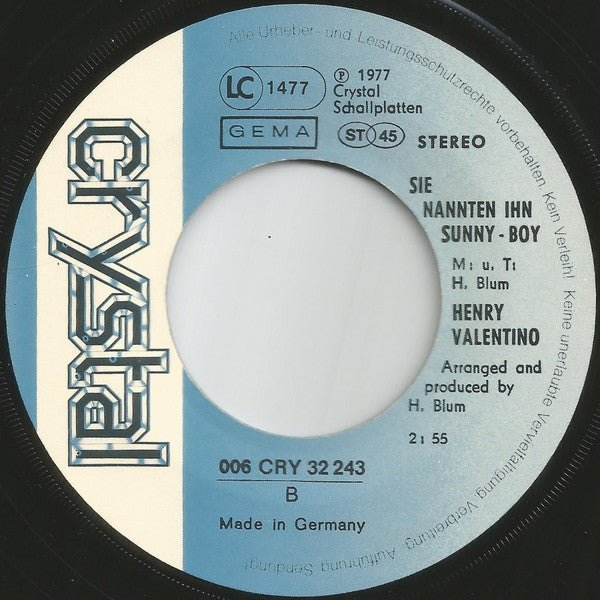 Alle Urheber- und Leistungsschutzrechte vorbehalten. Kein Verleih! Keine unerlaubte Vervielfältigung, Verbreitung, Aufführung, Sendung!
crystal
LC 1477
℗ 1977
Crystal
Schallplatten
GEMA
ST 45
STEREO
SIE
NANNTEN IHN
SUNNY-BOY
M: u. T:
H. Blum
HENRY
VALENTINO
Arranged and
produced by
H. Blum
2:55
006 CRY 32 243
B
Made in Germany